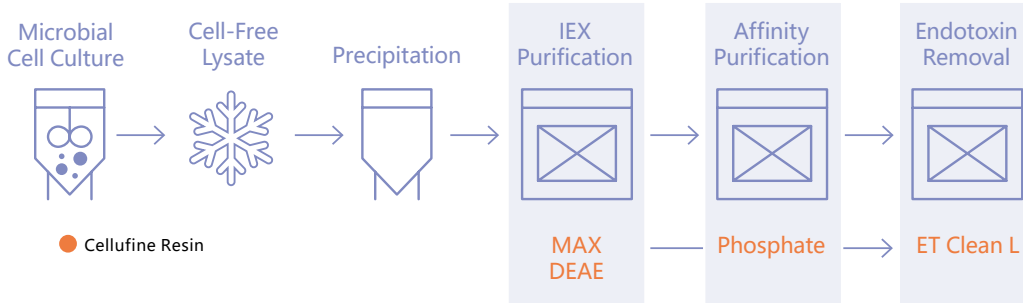 Microbial
Cell Culture
Cell-Free
Lysate
Precipitation
IEX
Purification
Affinity
Purification
Endotoxin
Removal
Cellufine Resin
MAX
DEAE
Phosphate
ET Clean L